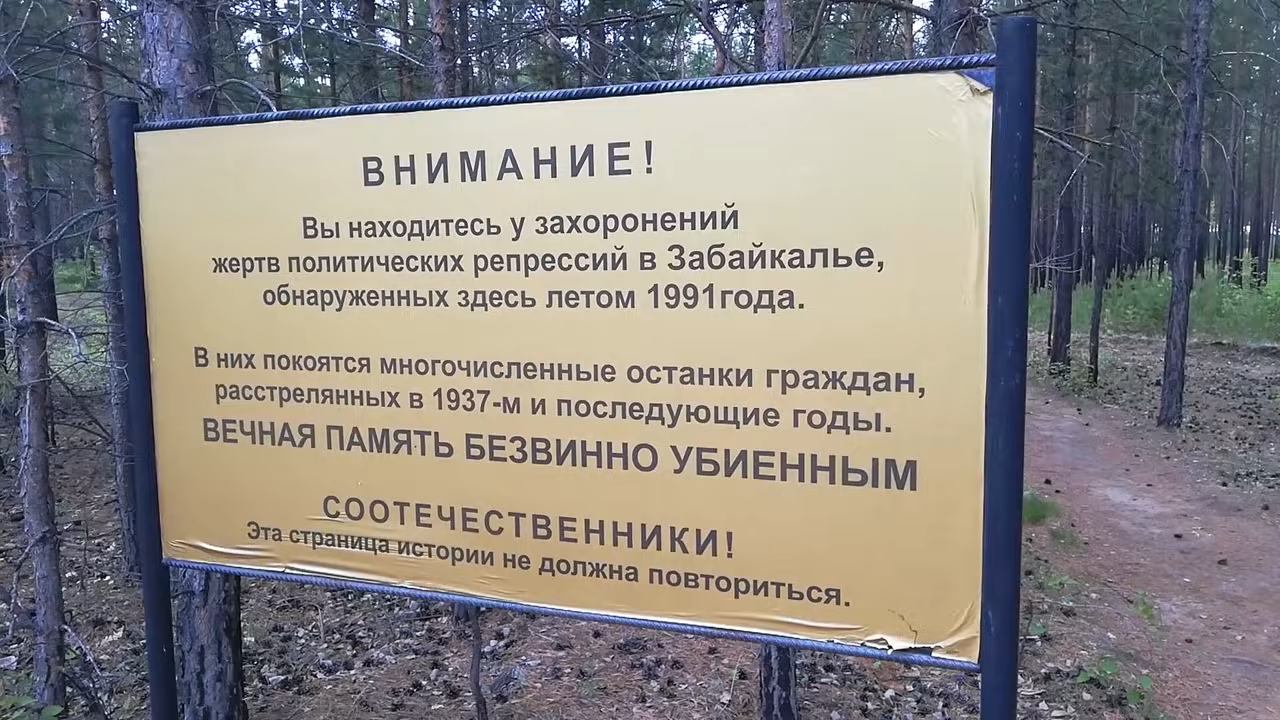 ВНИМАНИЕ!
Вы находитесь у захоронений
жертв политических репрессий в Забайкалье,
обнаруженных здесь летом 1991года.
В них покоятся многочисленные останки граждан,
расстрелянных в 1937-м и последующие годы.
ВЕЧНАЯ ПАМЯТЬ БЕЗВИННО УБИЕННЫМ
СООТЕЧЕСТВЕННИКИ!
Эта страница истории не должна повториться.